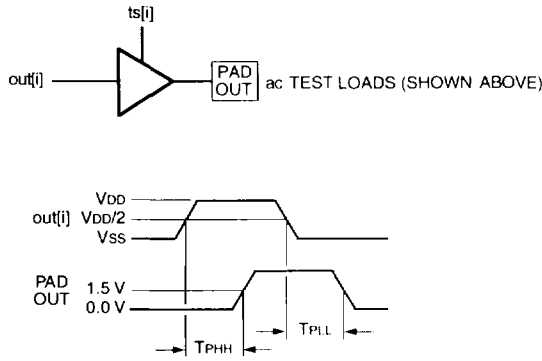 ts[i]
out[i]
PAD
OUT
ac TEST LOADS (SHOWN ABOVE)
VDD
out[i] VDD/2
VSS
PAD
OUT
1.5 V
0.0 V
TPHH
TPLL